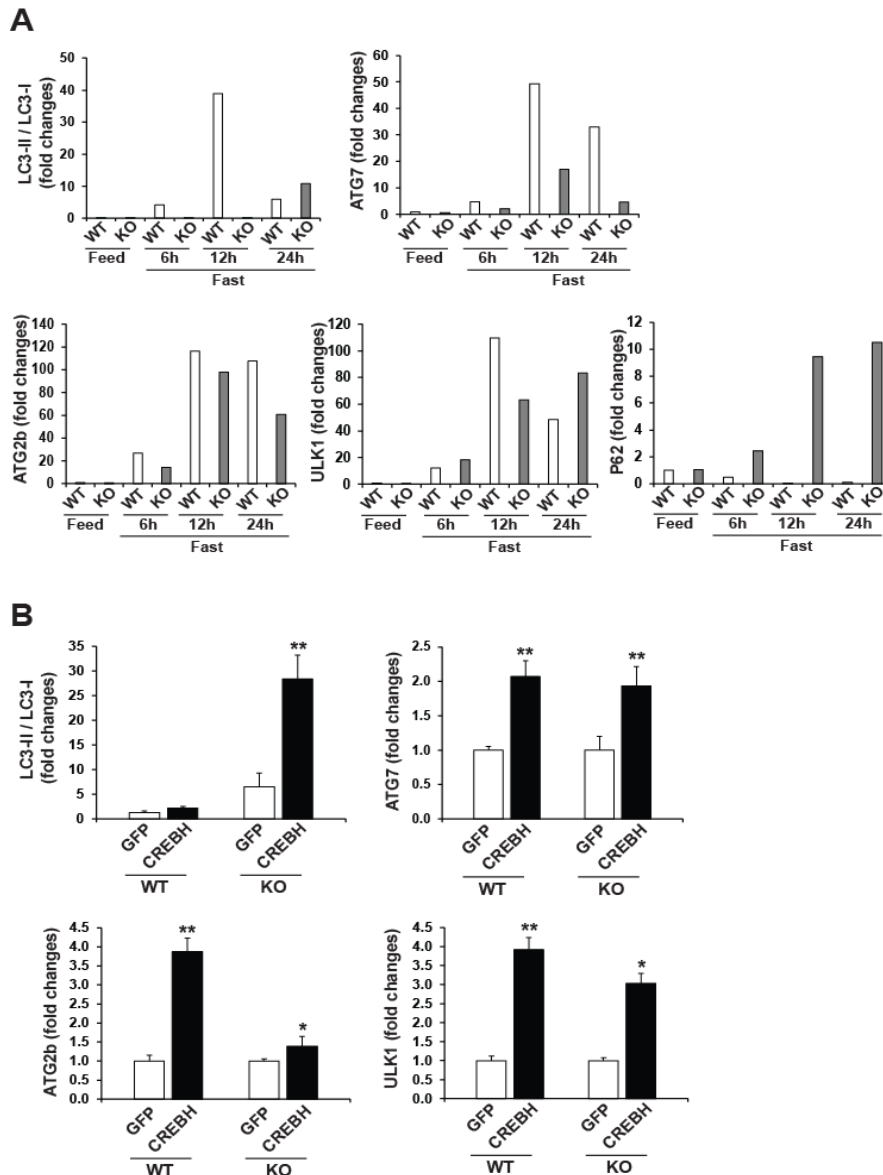 A
LC3-II / LC3-I
(fold changes)
50
40
30
20
10
0
WT KO WT KO WT KO WT KO
Feed 6h 12h 24h
Fast
ATG7 (fold changes)
60
50
40
30
20
10
0
WT KO WT KO WT KO WT KO
Feed 6h 12h 24h
Fast
ATG2b (fold changes)
140
120
100
80
60
40
20
0
WT KO WT KO WT KO WT KO
Feed 6h 12h 24h
Fast
ULK1 (fold changes)
120
100
80
60
40
20
0
WT KO WT KO WT KO WT KO
Feed 6h 12h 24h
Fast
P62 (fold changes)
12
10
8
6
4
2
0
WT KO WT KO WT KO WT KO
Feed 6h 12h 24h
Fast
B
LC3-II / LC3-I
(fold changes)
35
30
25
20
15
10
5
0
**
GFP CREBH GFP CREBH
WT KO
ATG7 (fold changes)
2.5
2.0
1.5
1.0
0.5
0.0
** **
GFP CREBH GFP CREBH
WT KO
ATG2b (fold changes)
4.5
4.0
3.5
3.0
2.5
2.0
1.5
1.0
0.5
0.0
** *
GFP CREBH GFP CREBH
WT KO
ULK1 (fold changes)
4.5
4.0
3.5
3.0
2.5
2.0
1.5
1.0
0.5
0.0
** *
GFP CREBH GFP CREBH
WT KO